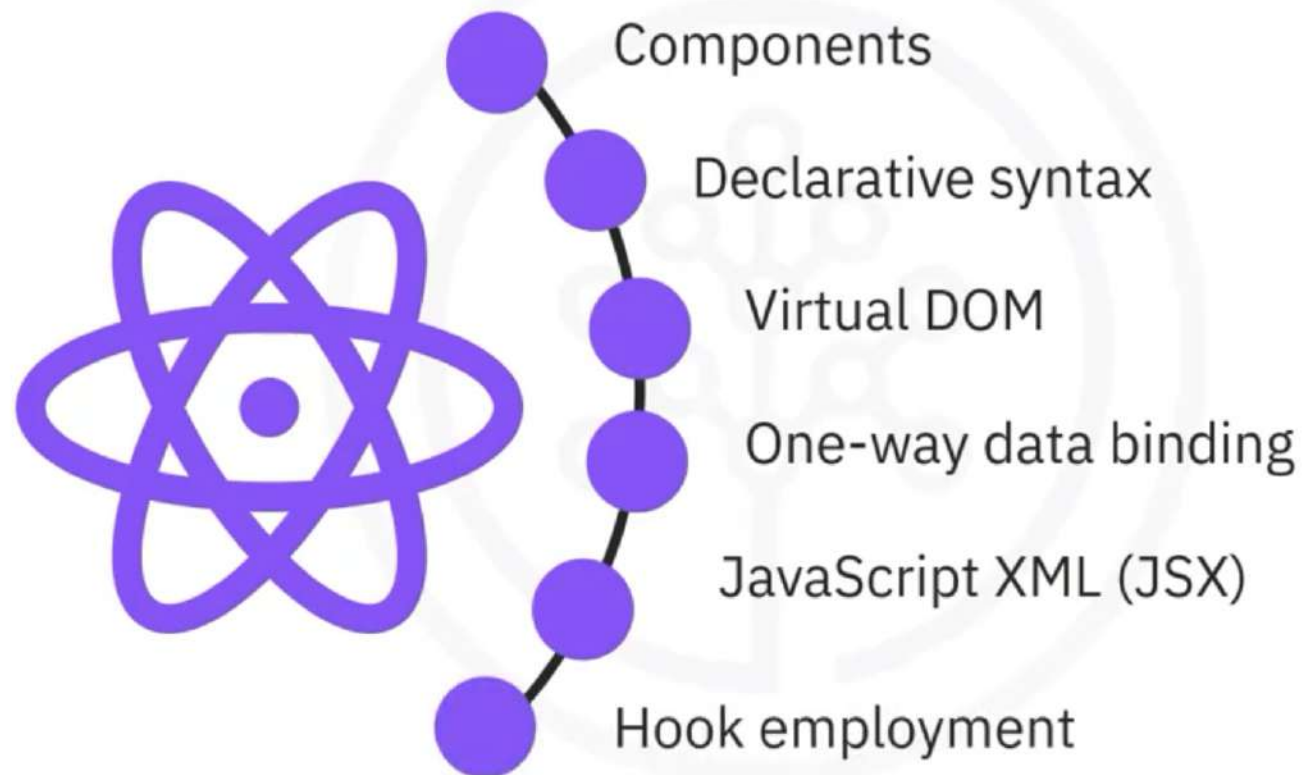 Components
Declarative syntax
Virtual DOM
One-way data binding
JavaScript XML (JSX)
Hook employment